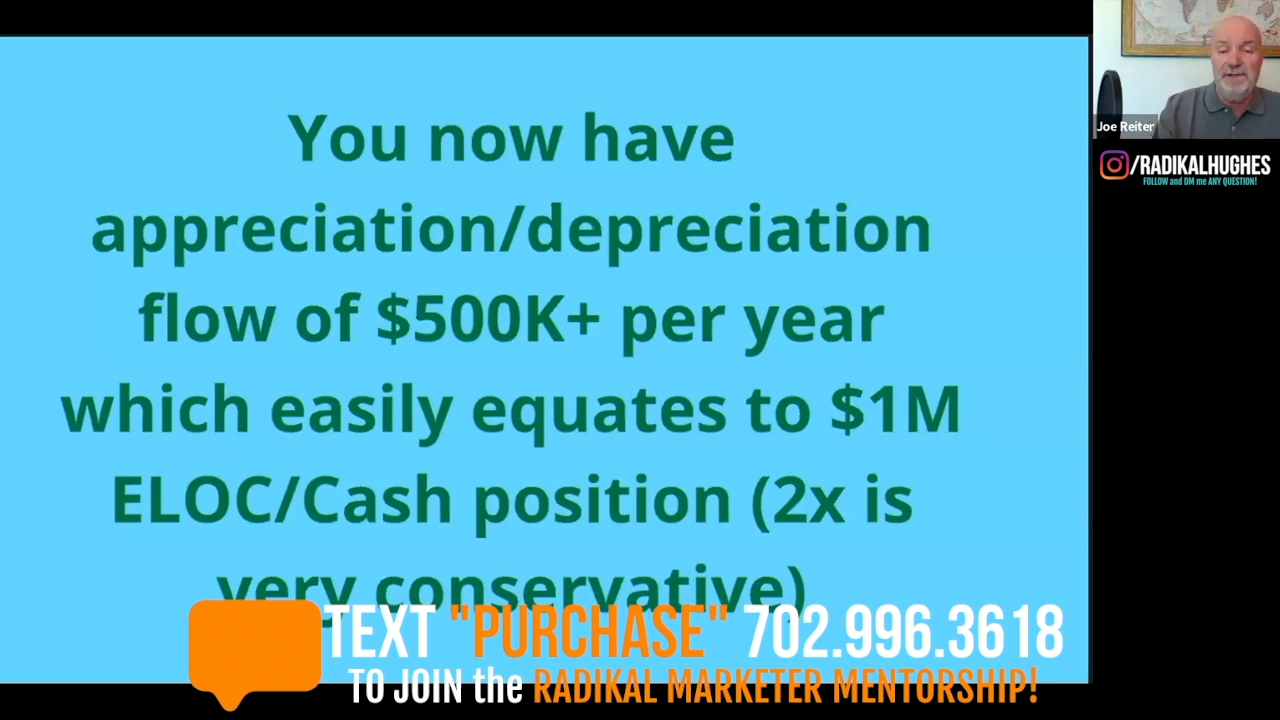 You now have
appreciation/depreciation
flow of $500K+ per year
which easily equates to $1M
ELOC/Cash position (2x is
very conservative)
Joe Reiter
/RADIKALHUGHES
FOLLOW and DM me ANY QUESTION!
TEXT "PURCHASE" 702.996.3618
TO JOIN the RADIKAL MARKETER MENTORSHIP!